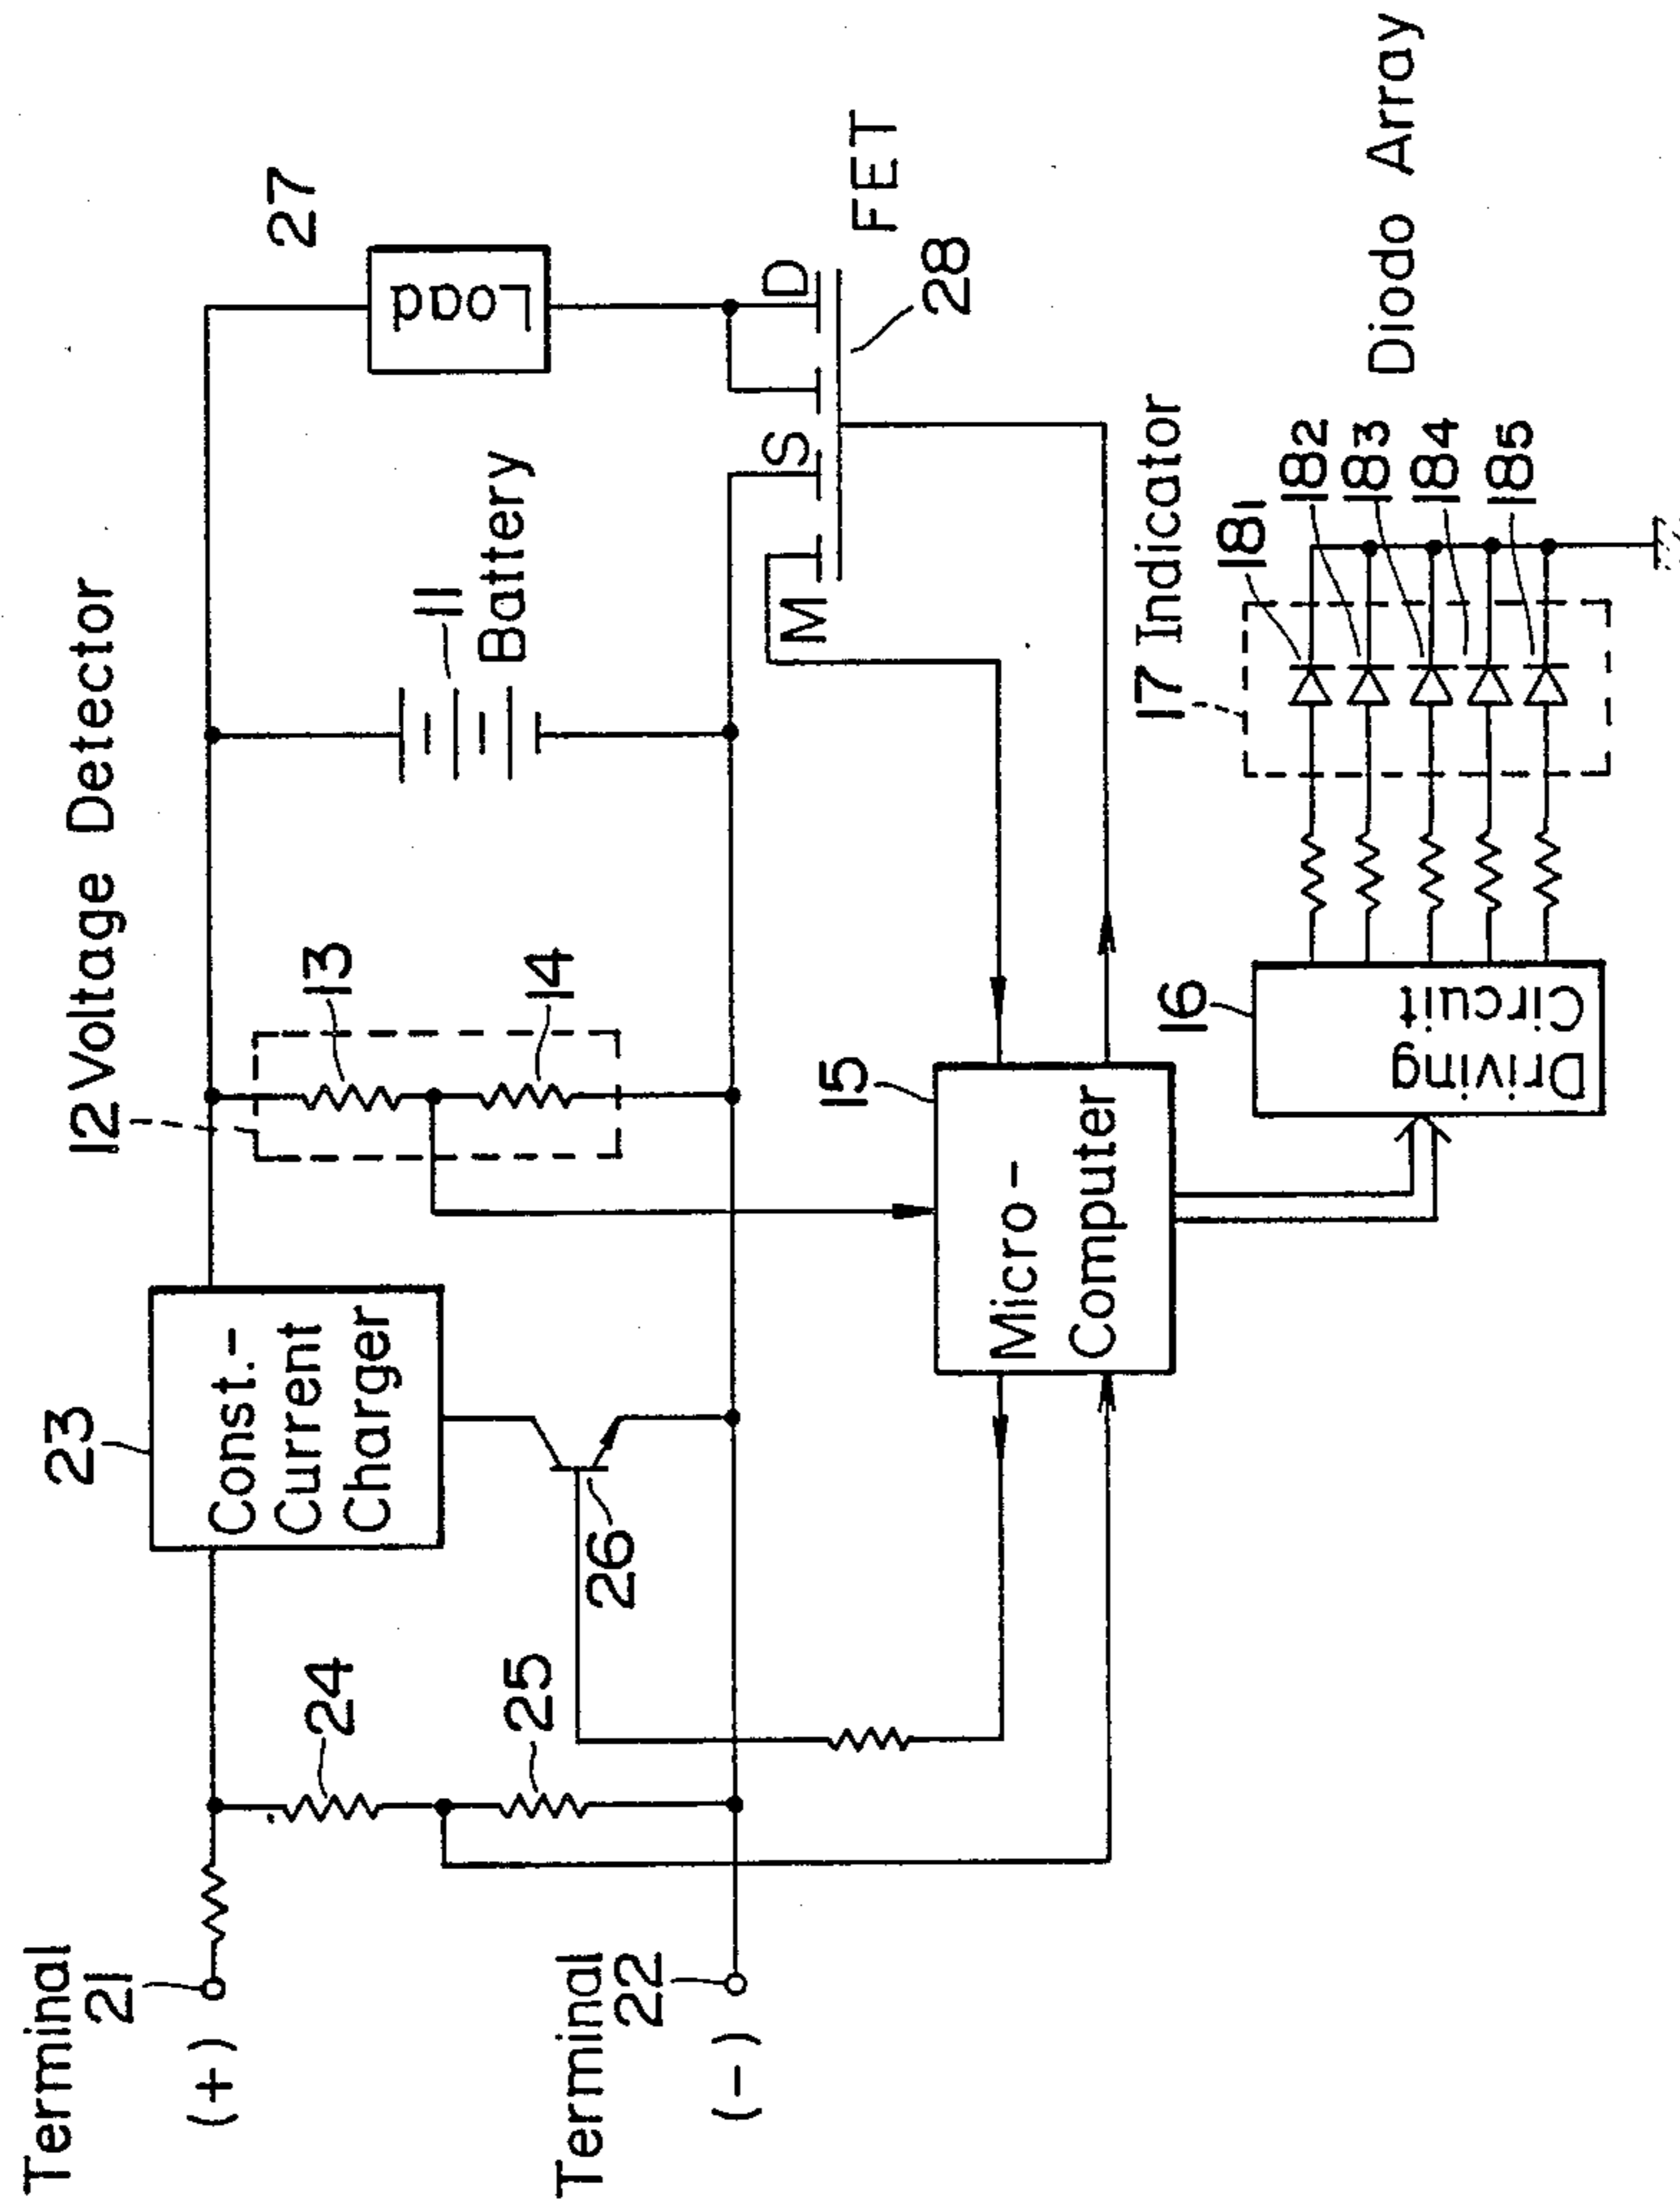 Terminal
21
(+)
Terminal
22
(-)
24
25
23
Const.-
Current
Charger
26
12 Voltage Detector
13
14
11
Battery
27
Load
M
S
D
FET
28
15
Micro-
Computer
16
Driving
Circuit
17 Indicator
181
182
183
184
185
Diodo Array